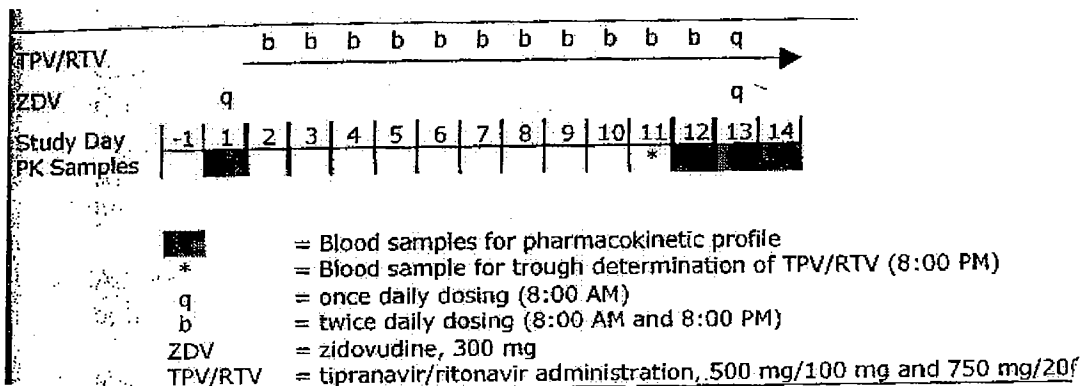 b b b b b b b b b b b q
TPV/RTV
ZDV q q
Study Day -1 1 2 3 4 5 6 7 8 9 10 11 12 13 14
PK Samples *
= Blood samples for pharmacokinetic profile
* = Blood sample for trough determination of TPV/RTV (8:00 PM)
q = once daily dosing (8:00 AM)
b = twice daily dosing (8:00 AM and 8:00 PM)
ZDV = zidovudine, 300 mg
TPV/RTV = tipranavir/ritonavir administration, 500 mg/100 mg and 750 mg/